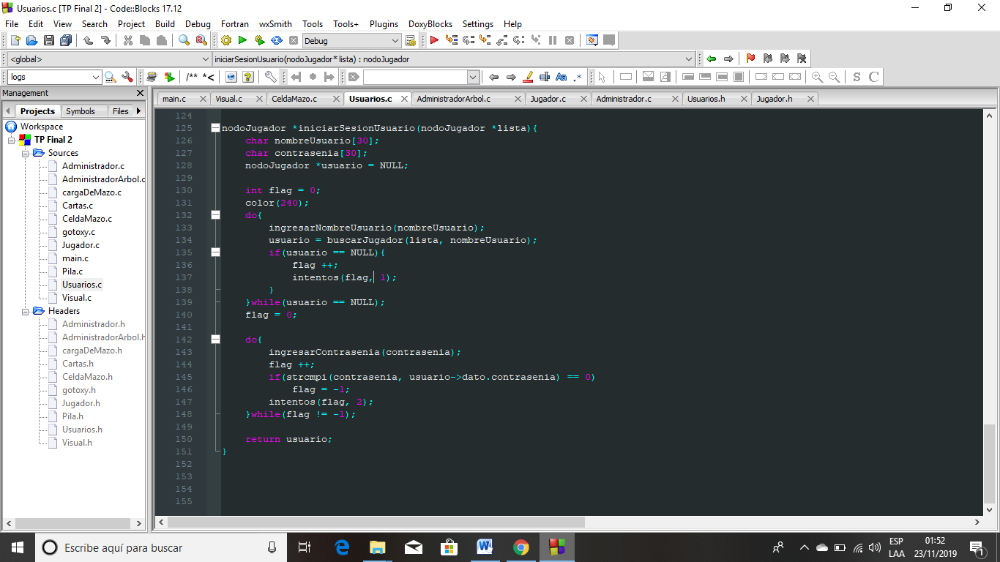 Usuarios.c [TP Final 2] - Code::Blocks 17.12
File Edit View Search Project Build Debug Fortran wxSmith Tools Tools+ Plugins DoxyBlocks Settings Help
Debug
<global> iniciarSesionUsuario(nodoJugador* lista) : nodoJugador
logs /** *< Aa .* S C
Management
main.c Visual.c CeldaMazo.c Usuarios.c AdministradorArbol.c Jugador.c Administrador.c Usuarios.h Jugador.h
Projects Symbols Files
Workspace
TP Final 2
Sources
Administrador.c
AdministradorArbol.c
cargaDeMazo.c
Cartas.c
CeldaMazo.c
gotoxy.c
Jugador.c
main.c
Pila.c
Usuarios.c
Visual.c
Headers
Administrador.h
AdministradorArbol.h
cargaDeMazo.h
Cartas.h
CeldaMazo.h
gotoxy.h
Jugador.h
Pila.h
Usuarios.h
Visual.h
124
125 nodoJugador *iniciarSesionUsuario(nodoJugador *lista){
126 char nombreUsuario[30];
127 char contrasenia[30];
128 nodoJugador *usuario = NULL;
129
130 int flag = 0;
131 color(240);
132 do{
133 ingresarNombreUsuario(nombreUsuario);
134 usuario = buscarJugador(lista, nombreUsuario);
135 if(usuario == NULL){
136 flag ++;
137 intentos(flag, 1);
138 }
139 }while(usuario == NULL);
140 flag = 0;
141
142 do{
143 ingresarContrasenia(contrasenia);
144 flag ++;
145 if(strcmpi(contrasenia, usuario->dato.contrasenia) == 0)
146 flag = -1;
147 intentos(flag, 2);
148 }while(flag != -1);
149
150 return usuario;
151 }
152
153
154
155
Escribe aquí para buscar
ESP
LAA
01:52
23/11/2019
1